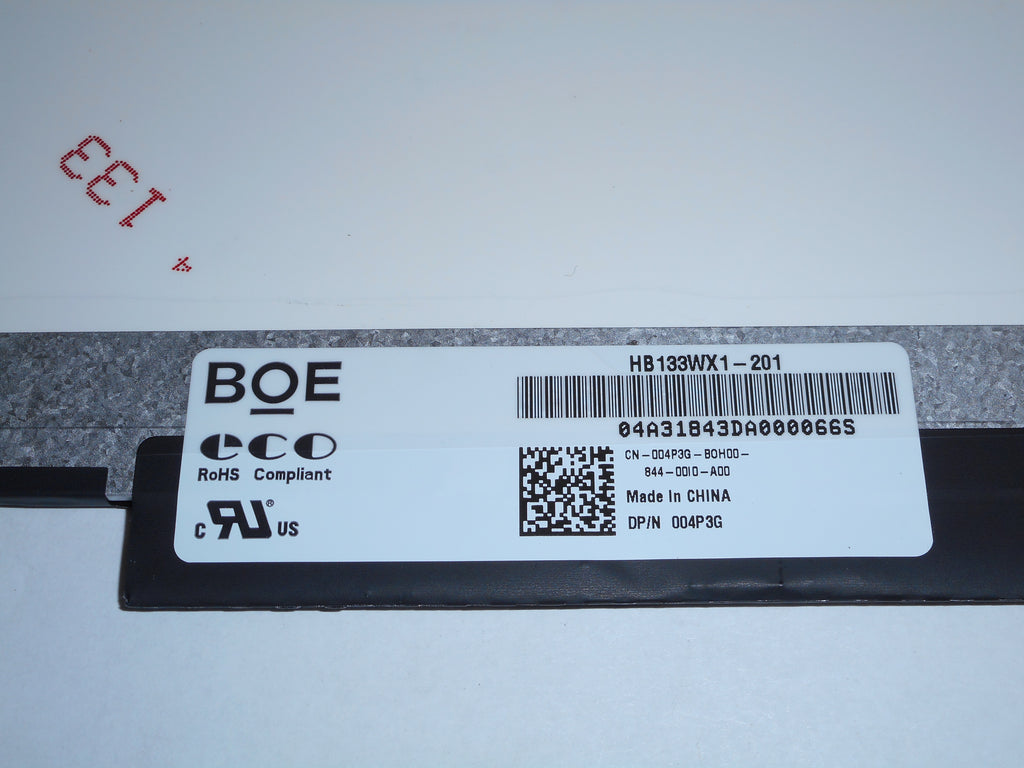 133
BOE
eco
RoHS Compliant
c RU® US
HB133WX1-201
04A31843DA000066S
CN-004P3G-BOH00-
844-00I0-A00
Made In CHINA
DP/N 004P3G